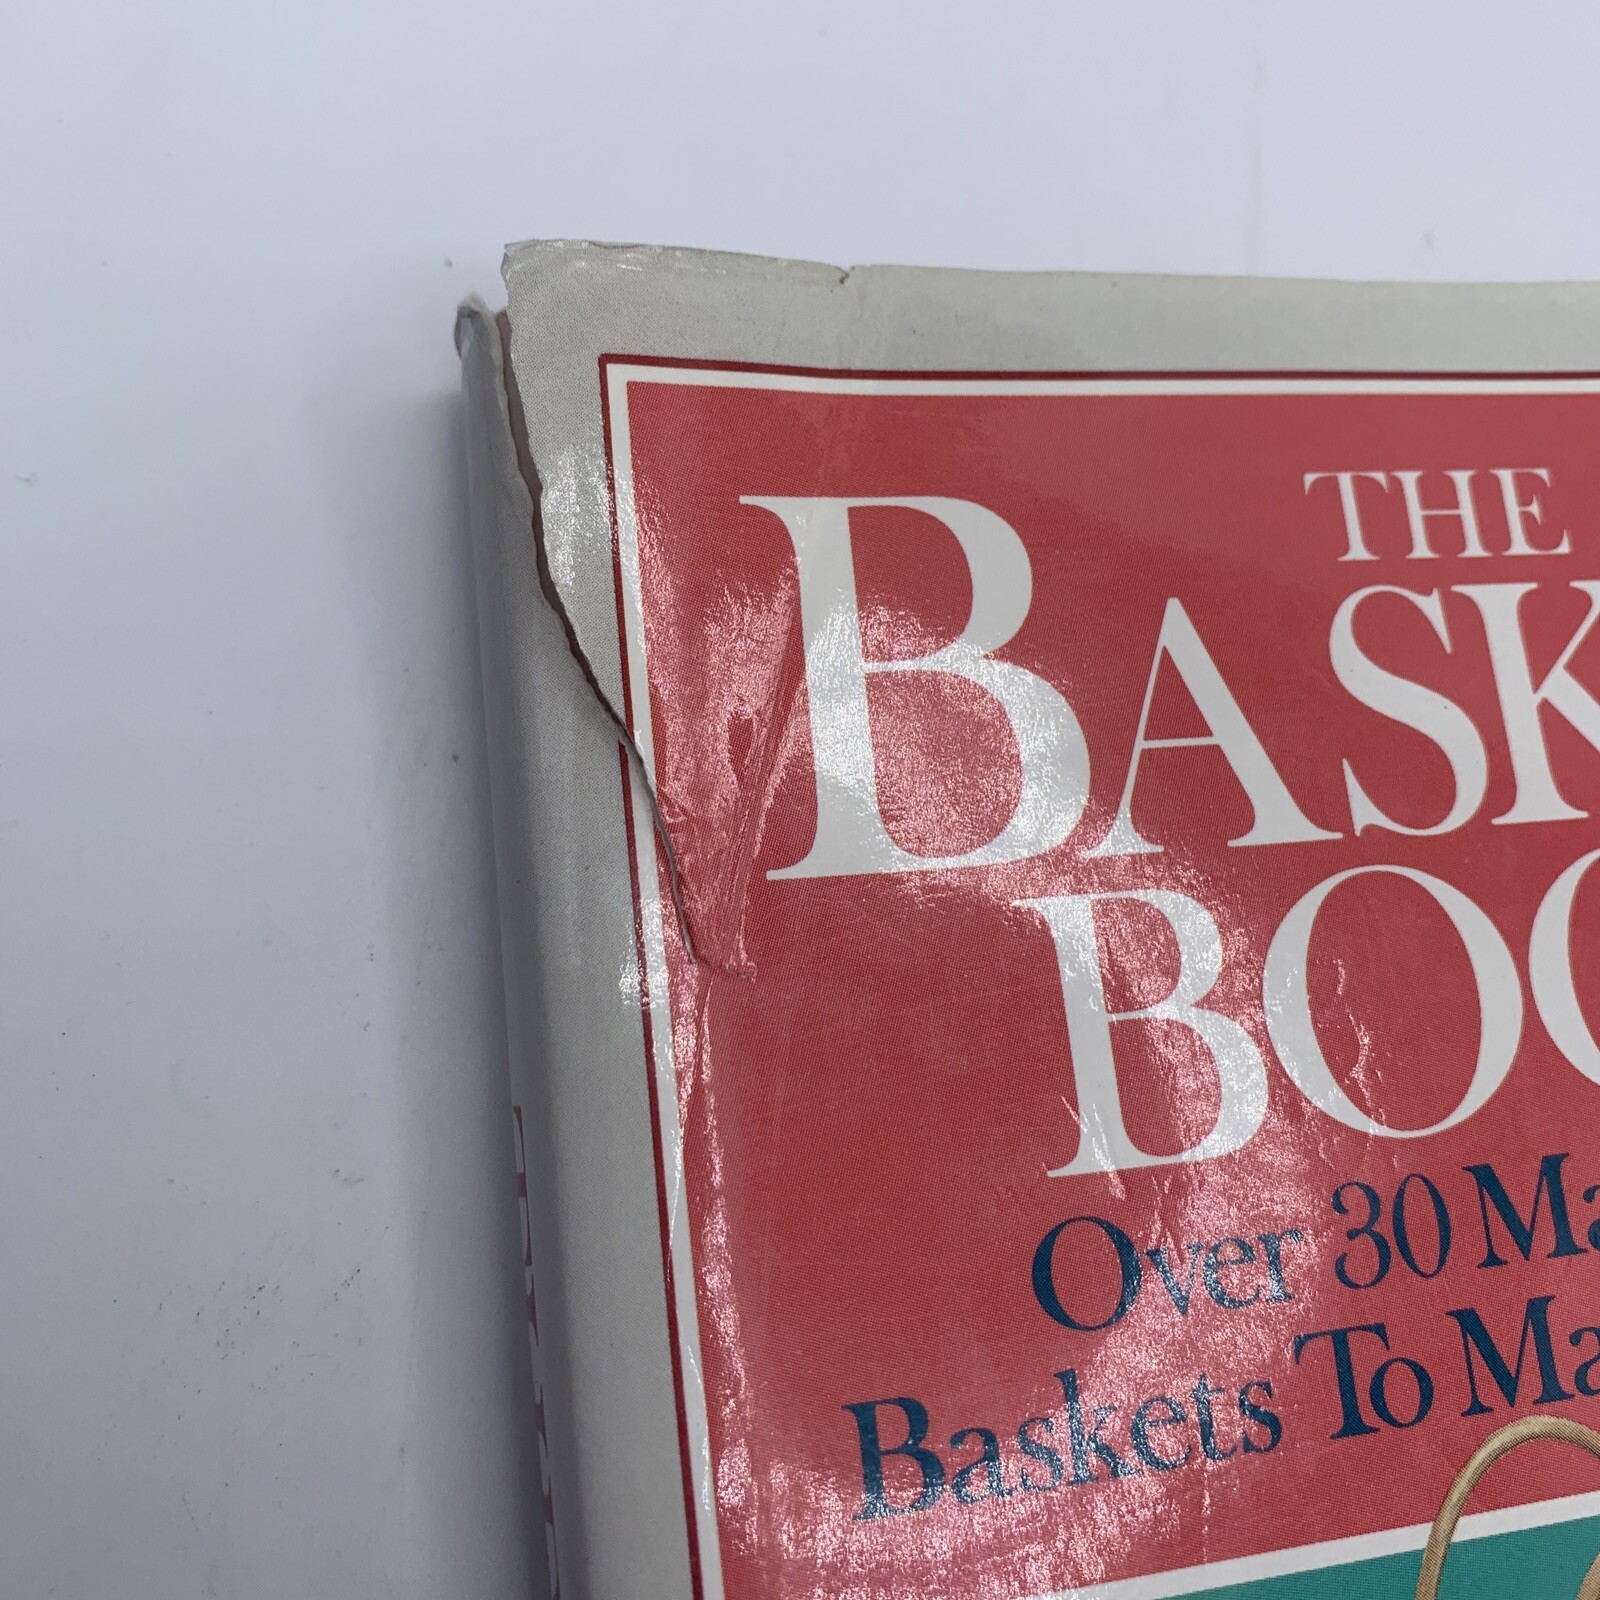 THE
BASK
BOO
Over 30 Ma
Baskets To Ma